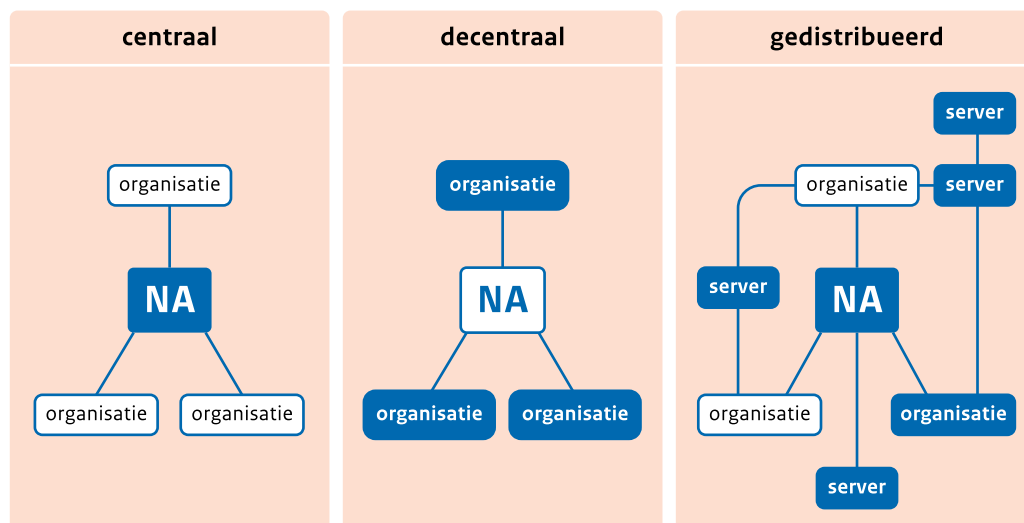 centraal
organisatie
NA
organisatie
organisatie
decentraal
organisatie
NA
organisatie
organisatie
gedistribueerd
server
organisatie
server
server
NA
organisatie
organisatie
server